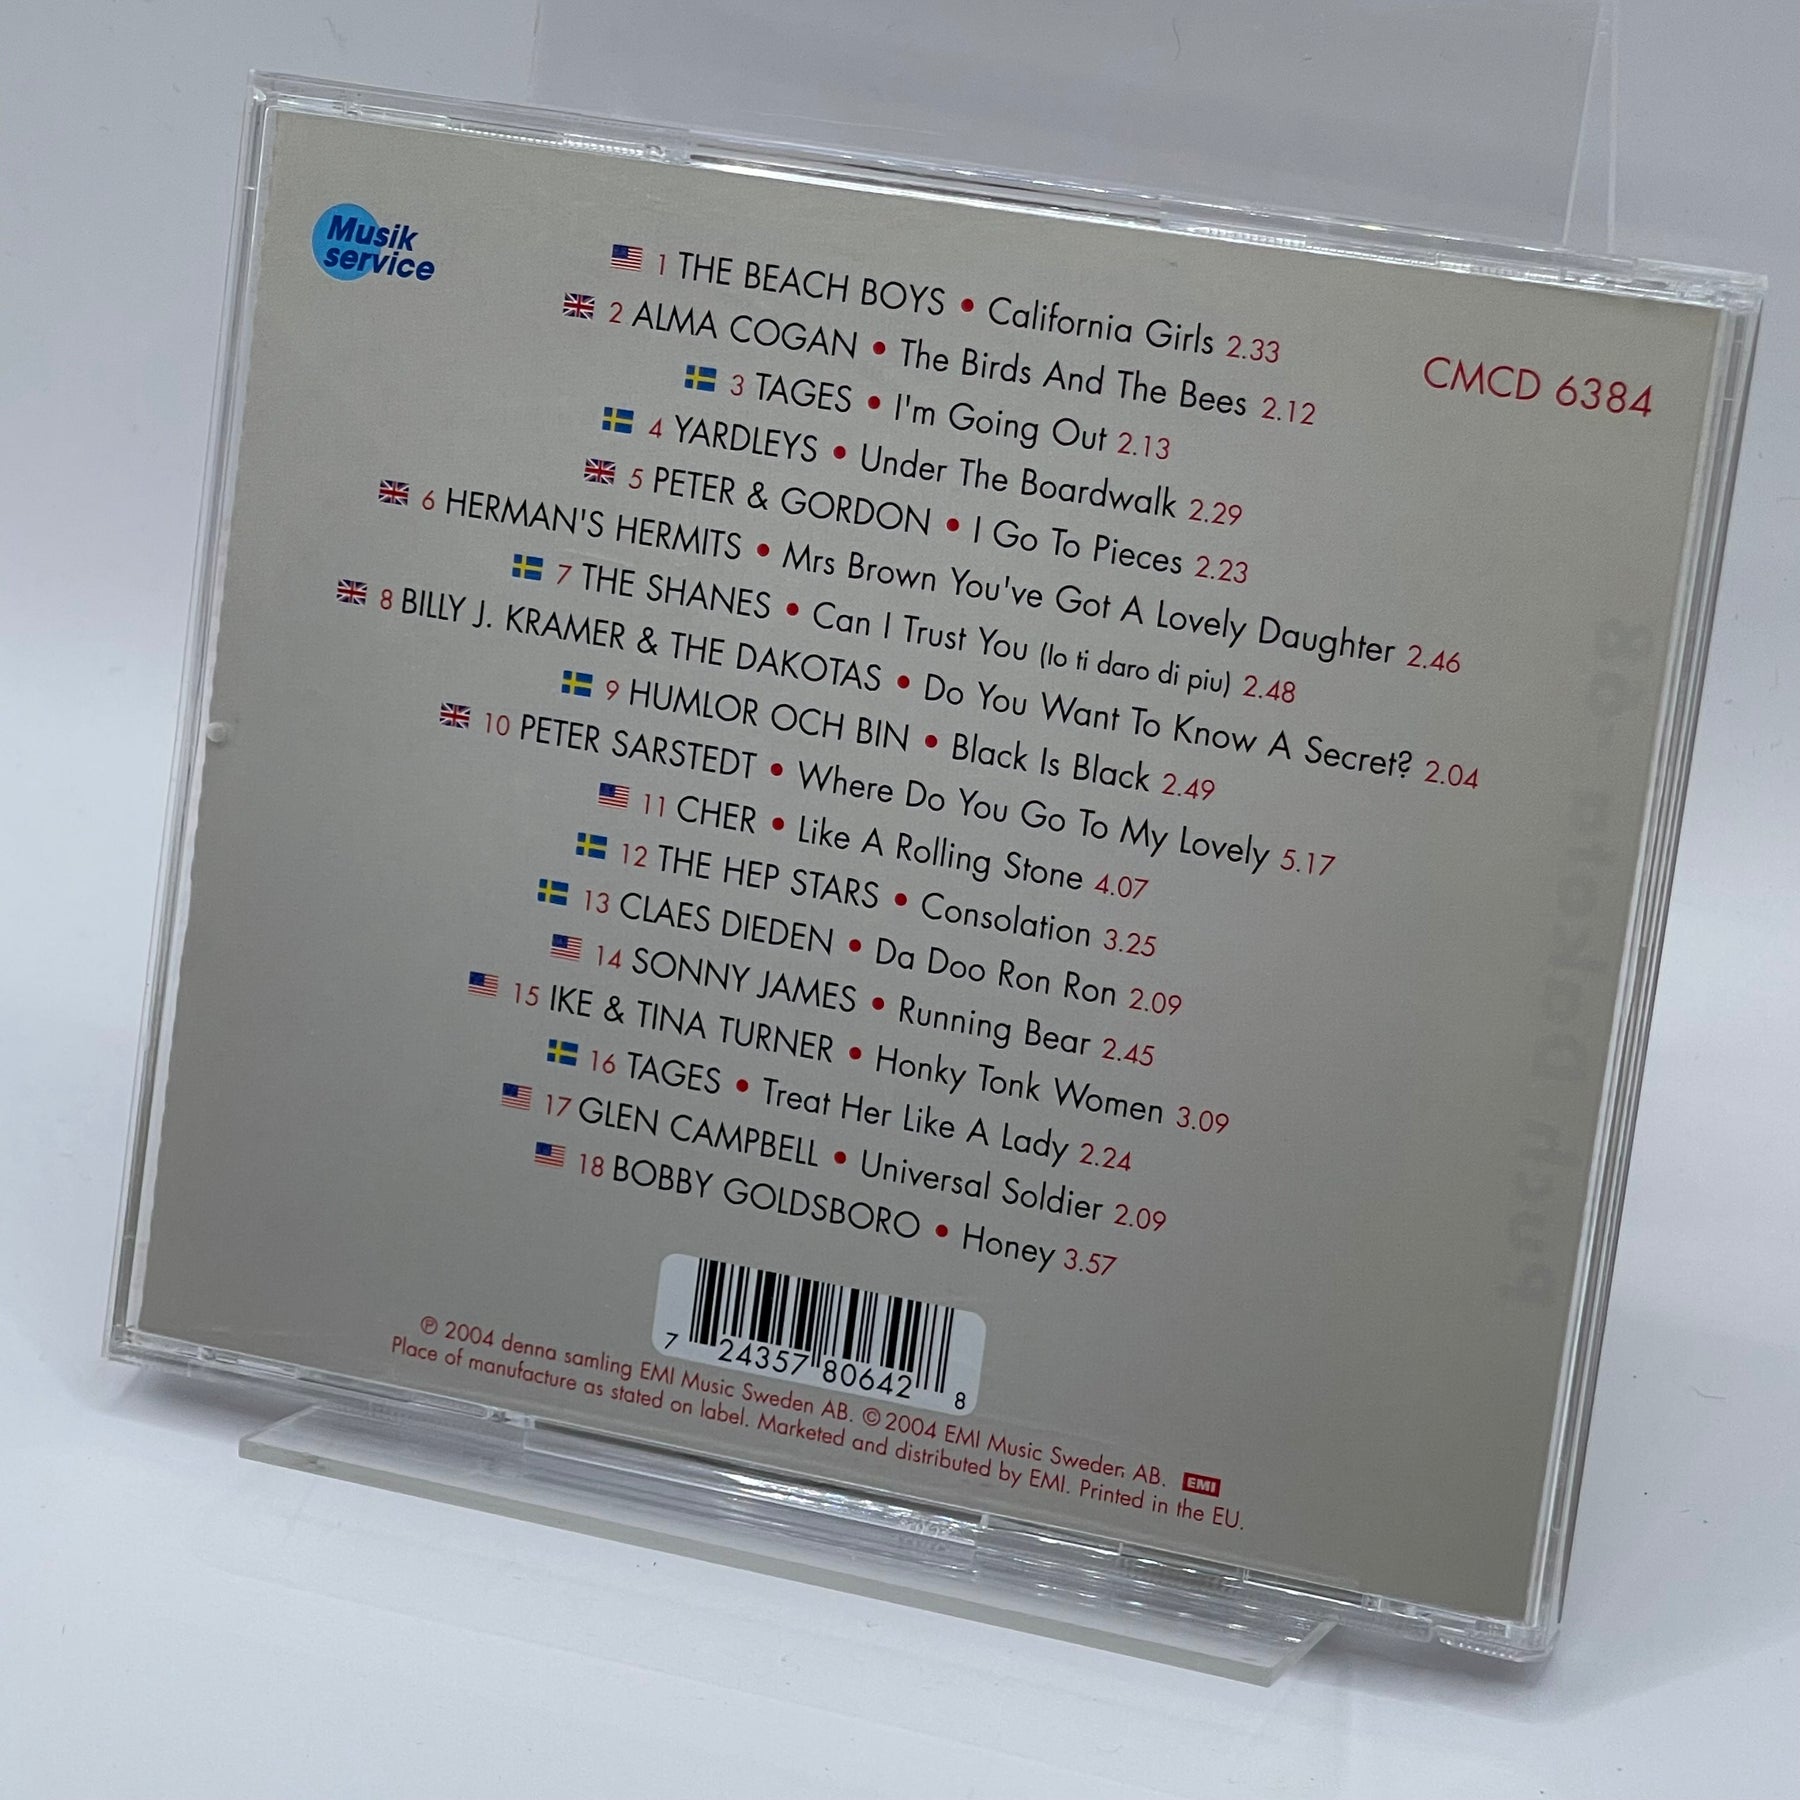 Musik
service
1 THE BEACH BOYS • California Girls 2.33
2 ALMA COGAN • The Birds And The Bees 2.12
CMCD 6384
3 TAGES • I'm Going Out 2.13
4 YARDLEYS • Under The Boardwalk 2.29
5 PETER & GORDON • I Go To Pieces 2.23
6 HERMAN'S HERMITS • Mrs Brown You've Got A Lovely Daughter 2.46
7 THE SHANES • Can I Trust You (Io ti daro di piu) 2.48
8 BILLY J. KRAMER & THE DAKOTAS • Do You Want To Know A Secret? 2.04
9 HUMLOR OCH BIN • Black Is Black 2.49
10 PETER SARSTEDT • Where Do You Go To My Lovely 5.17
11 CHER • Like A Rolling Stone 4.07
12 THE HEP STARS • Consolation 3.25
13 CLAES DIEDEN • Da Doo Ron Ron 2.09
14 SONNY JAMES • Running Bear 2.45
15 IKE & TINA TURNER • Honky Tonk Women 3.09
16 TAGES • Treat Her Like A Lady 2.24
17 GLEN CAMPBELL • Universal Soldier 2.09
18 BOBBY GOLDSBORO • Honey 3.57
7 24357 80642 8
℗ 2004 denna samling EMI Music Sweden AB. © 2004 EMI Music Sweden, AB. EMI
Place of manufacture as stated on label. Marketed and distributed by EMI. Printed in the EU.